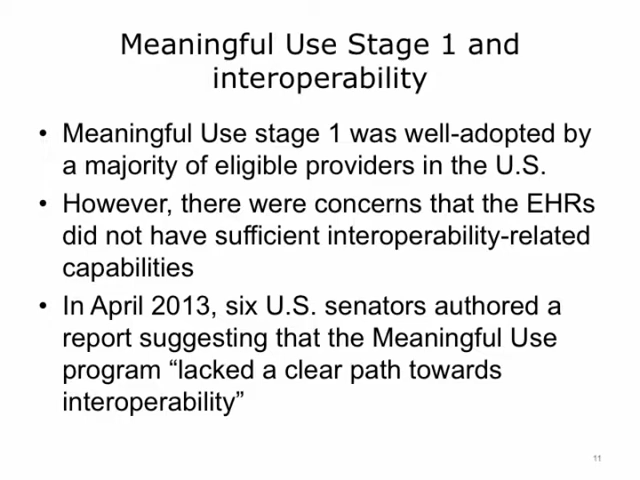 Meaningful Use Stage 1 and
interoperability
• Meaningful Use stage 1 was well-adopted by
a majority of eligible providers in the U.S.
• However, there were concerns that the EHRs
did not have sufficient interoperability-related
capabilities
• In April 2013, six U.S. senators authored a
report suggesting that the Meaningful Use
program “lacked a clear path towards
interoperability”
11